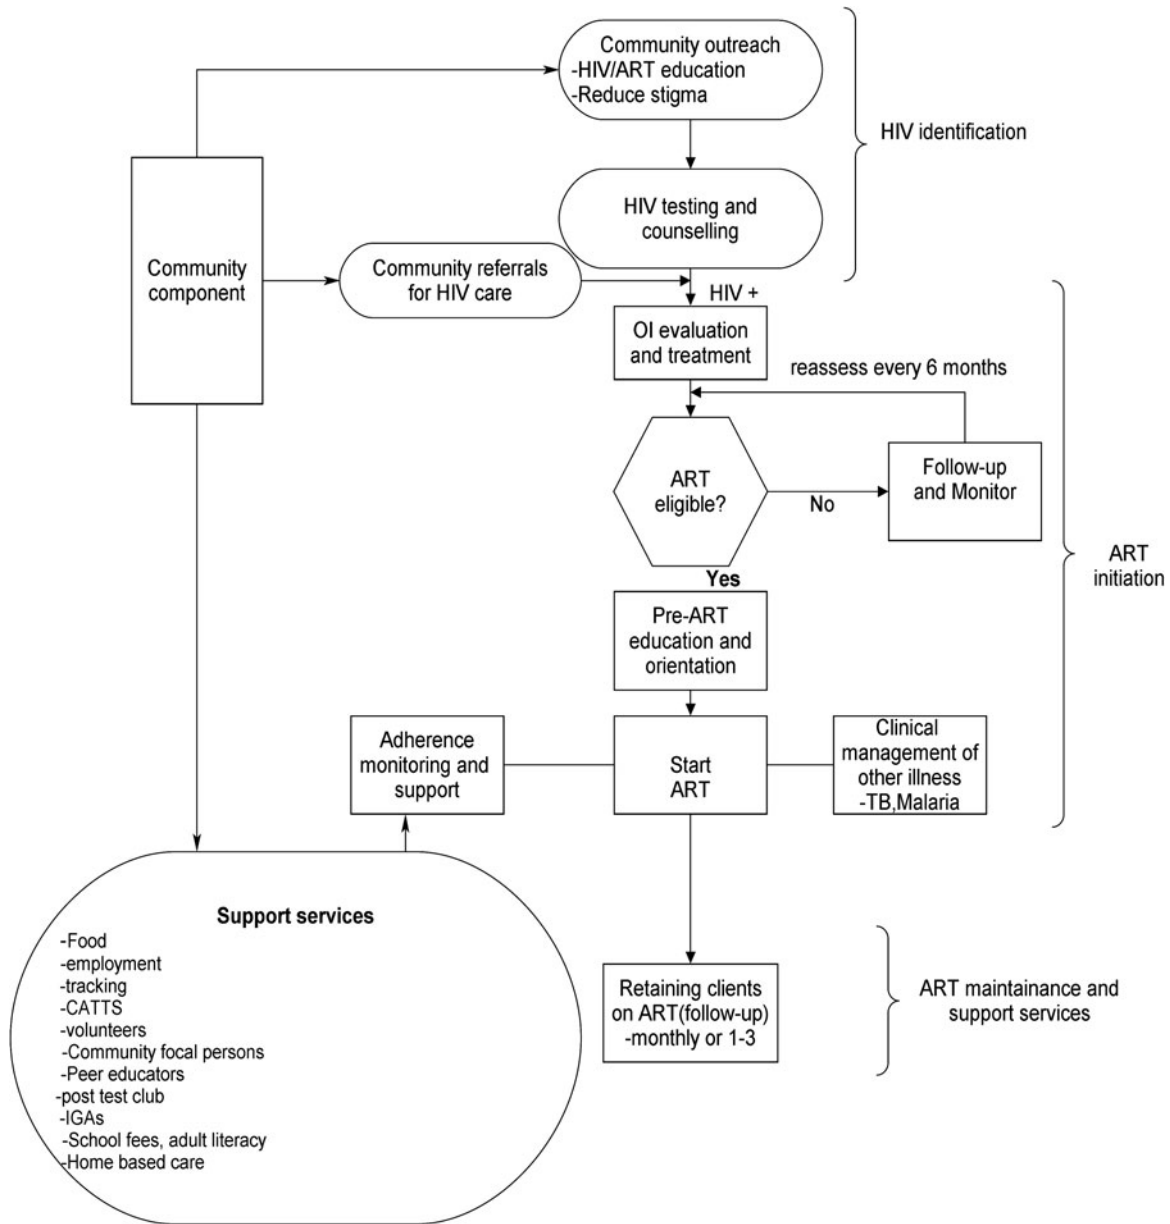 Community outreach
-HIV/ART education
-Reduce stigma
HIV identification
HIV testing and
counselling
Community
component
Community referrals
for HIV care
HIV +
OI evaluation
and treatment
reassess every 6 months
ART
eligible?
No
Follow-up
and Monitor
ART
initiation
Yes
Pre-ART
education and
orientation
Adherence
monitoring and
support
Start
ART
Clinical
management of
other illness
-TB,Malaria
Support services
-Food
-employment
-tracking
-CATTS
-volunteers
-Community focal persons
-Peer educators
-post test club
-IGAs
-School fees, adult literacy
-Home based care
Retaining clients
on ART(follow-up)
-monthly or 1-3
ART maintainance and
support services